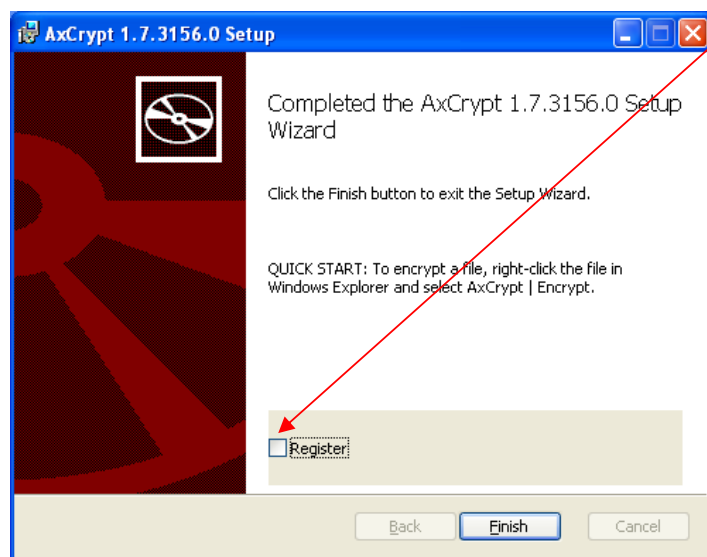 AxCrypt 1.7.3156.0 Setup
Completed the AxCrypt 1.7.3156.0 Setup
Wizard
Click the Finish button to exit the Setup Wizard.
QUICK START: To encrypt a file, right-click the file in
Windows Explorer and select AxCrypt | Encrypt.
Register
Back Finish Cancel